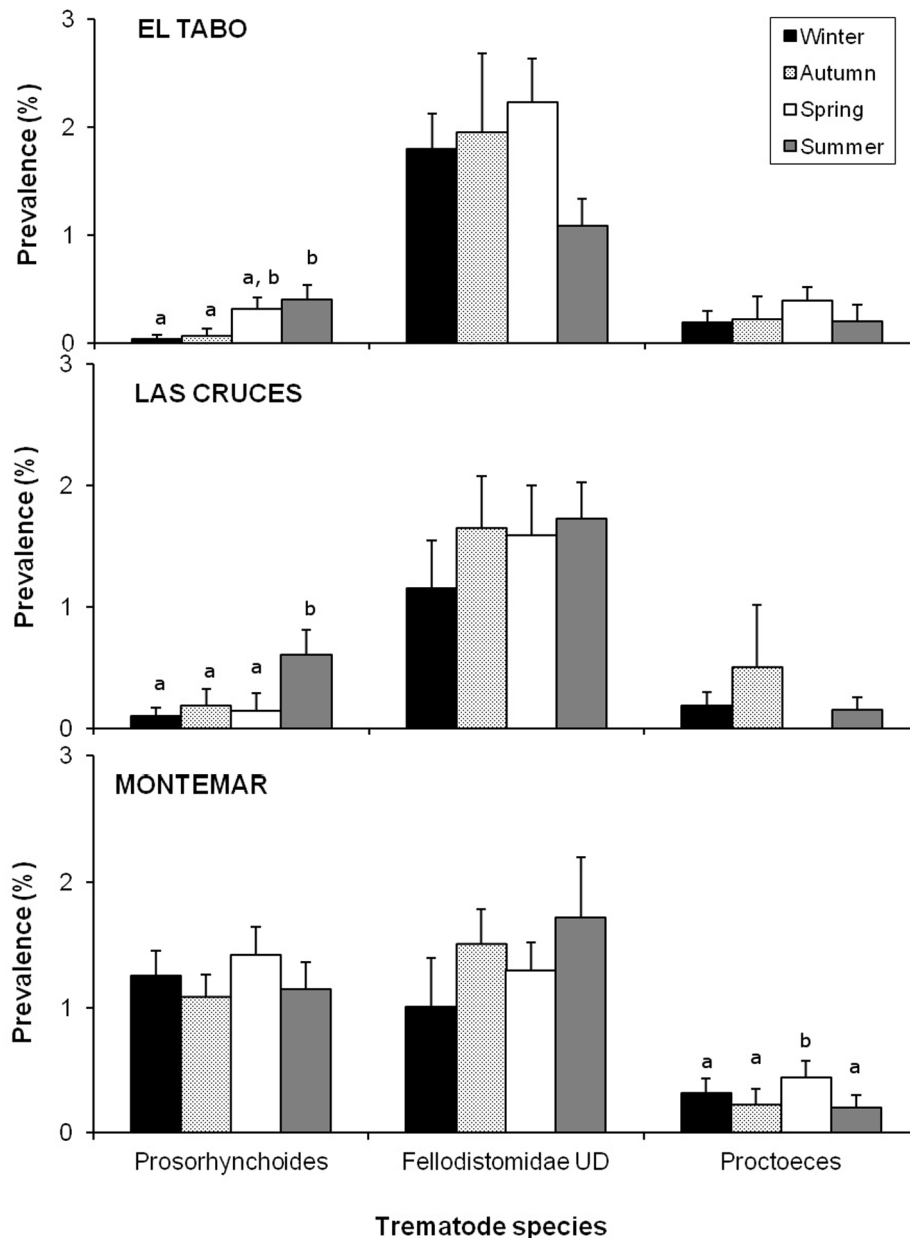 EL TABO
Winter
Autumn
Spring
Summer
Prevalence (%)
3
2
1
0
a
a
a, b
b
LAS CRUCES
Prevalence (%)
3
2
1
0
a
a
a
b
MONTEMAR
Prevalence (%)
3
2
1
0
a
a
b
a
Prosorhynchoides
Fellodistomidae UD
Proctoeces
Trematode species